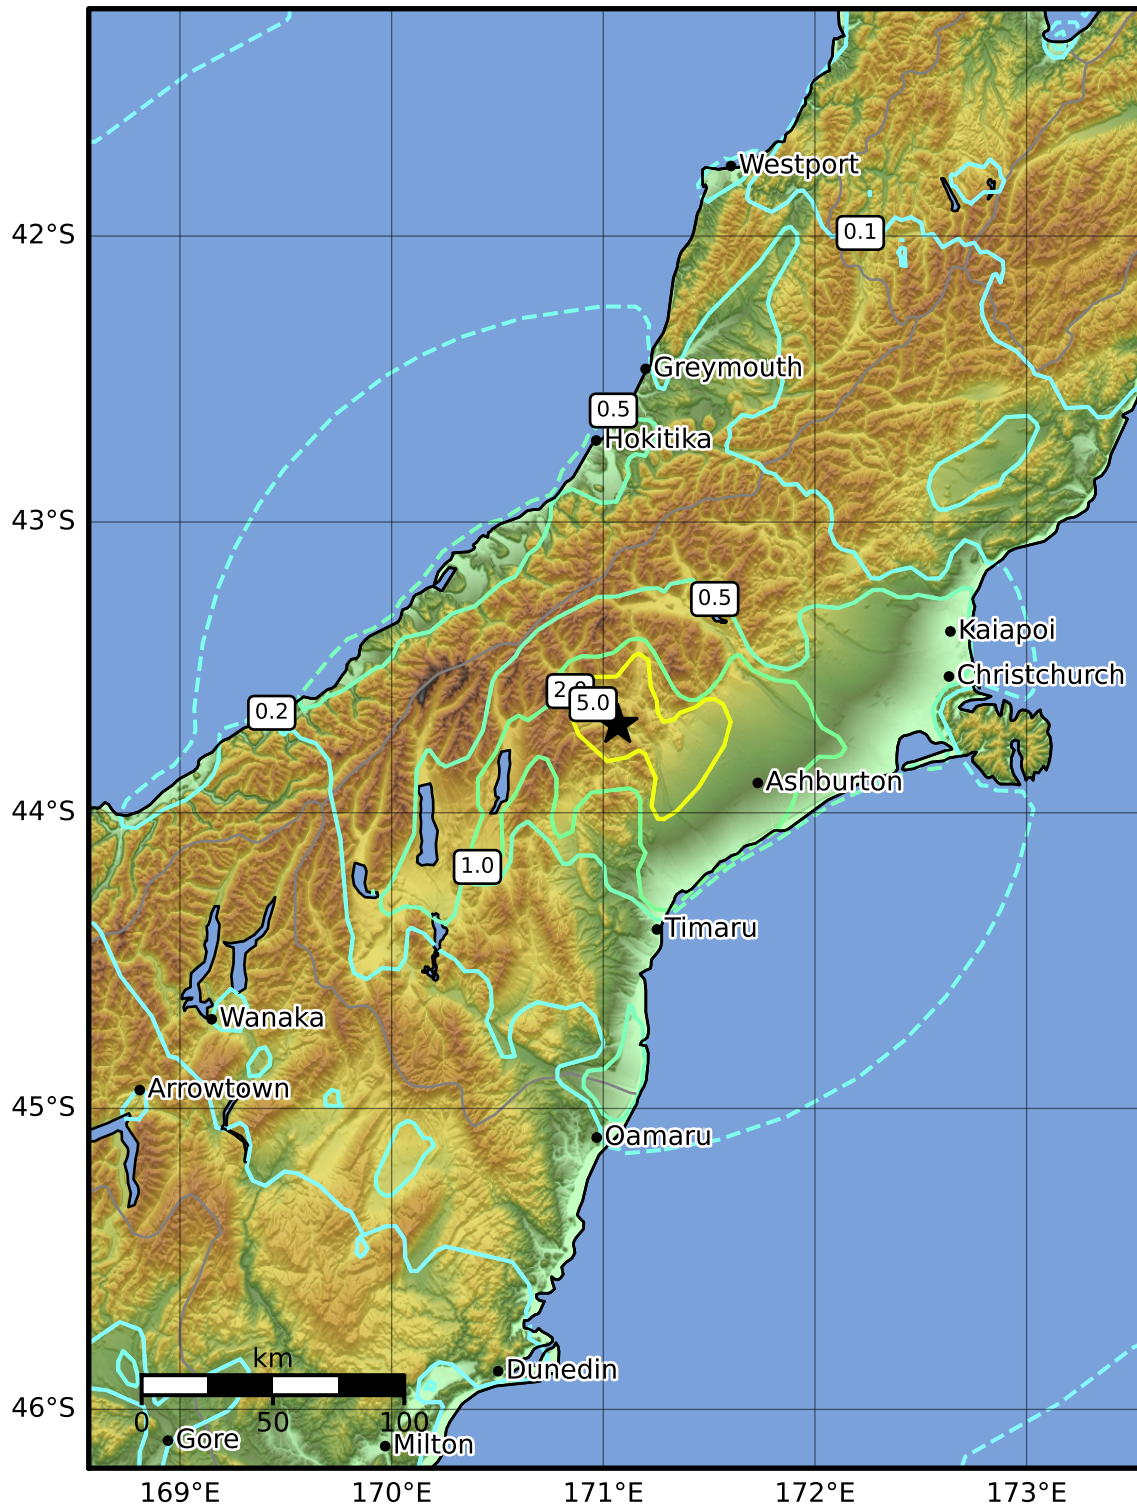 Westport
42°S
0.1
Greymouth
0.5
Hokitika
43°S
0.5
Kaiapoi
Christchurch
0.2
5.0
Ashburton
44°S
1.0
Timaru
Wanaka
Arrowtown
45°S
Oamaru
km
Dunedin
46°S
0
50
100
Gore
Milton
169°E
170°E
171°E
172°E
173°E